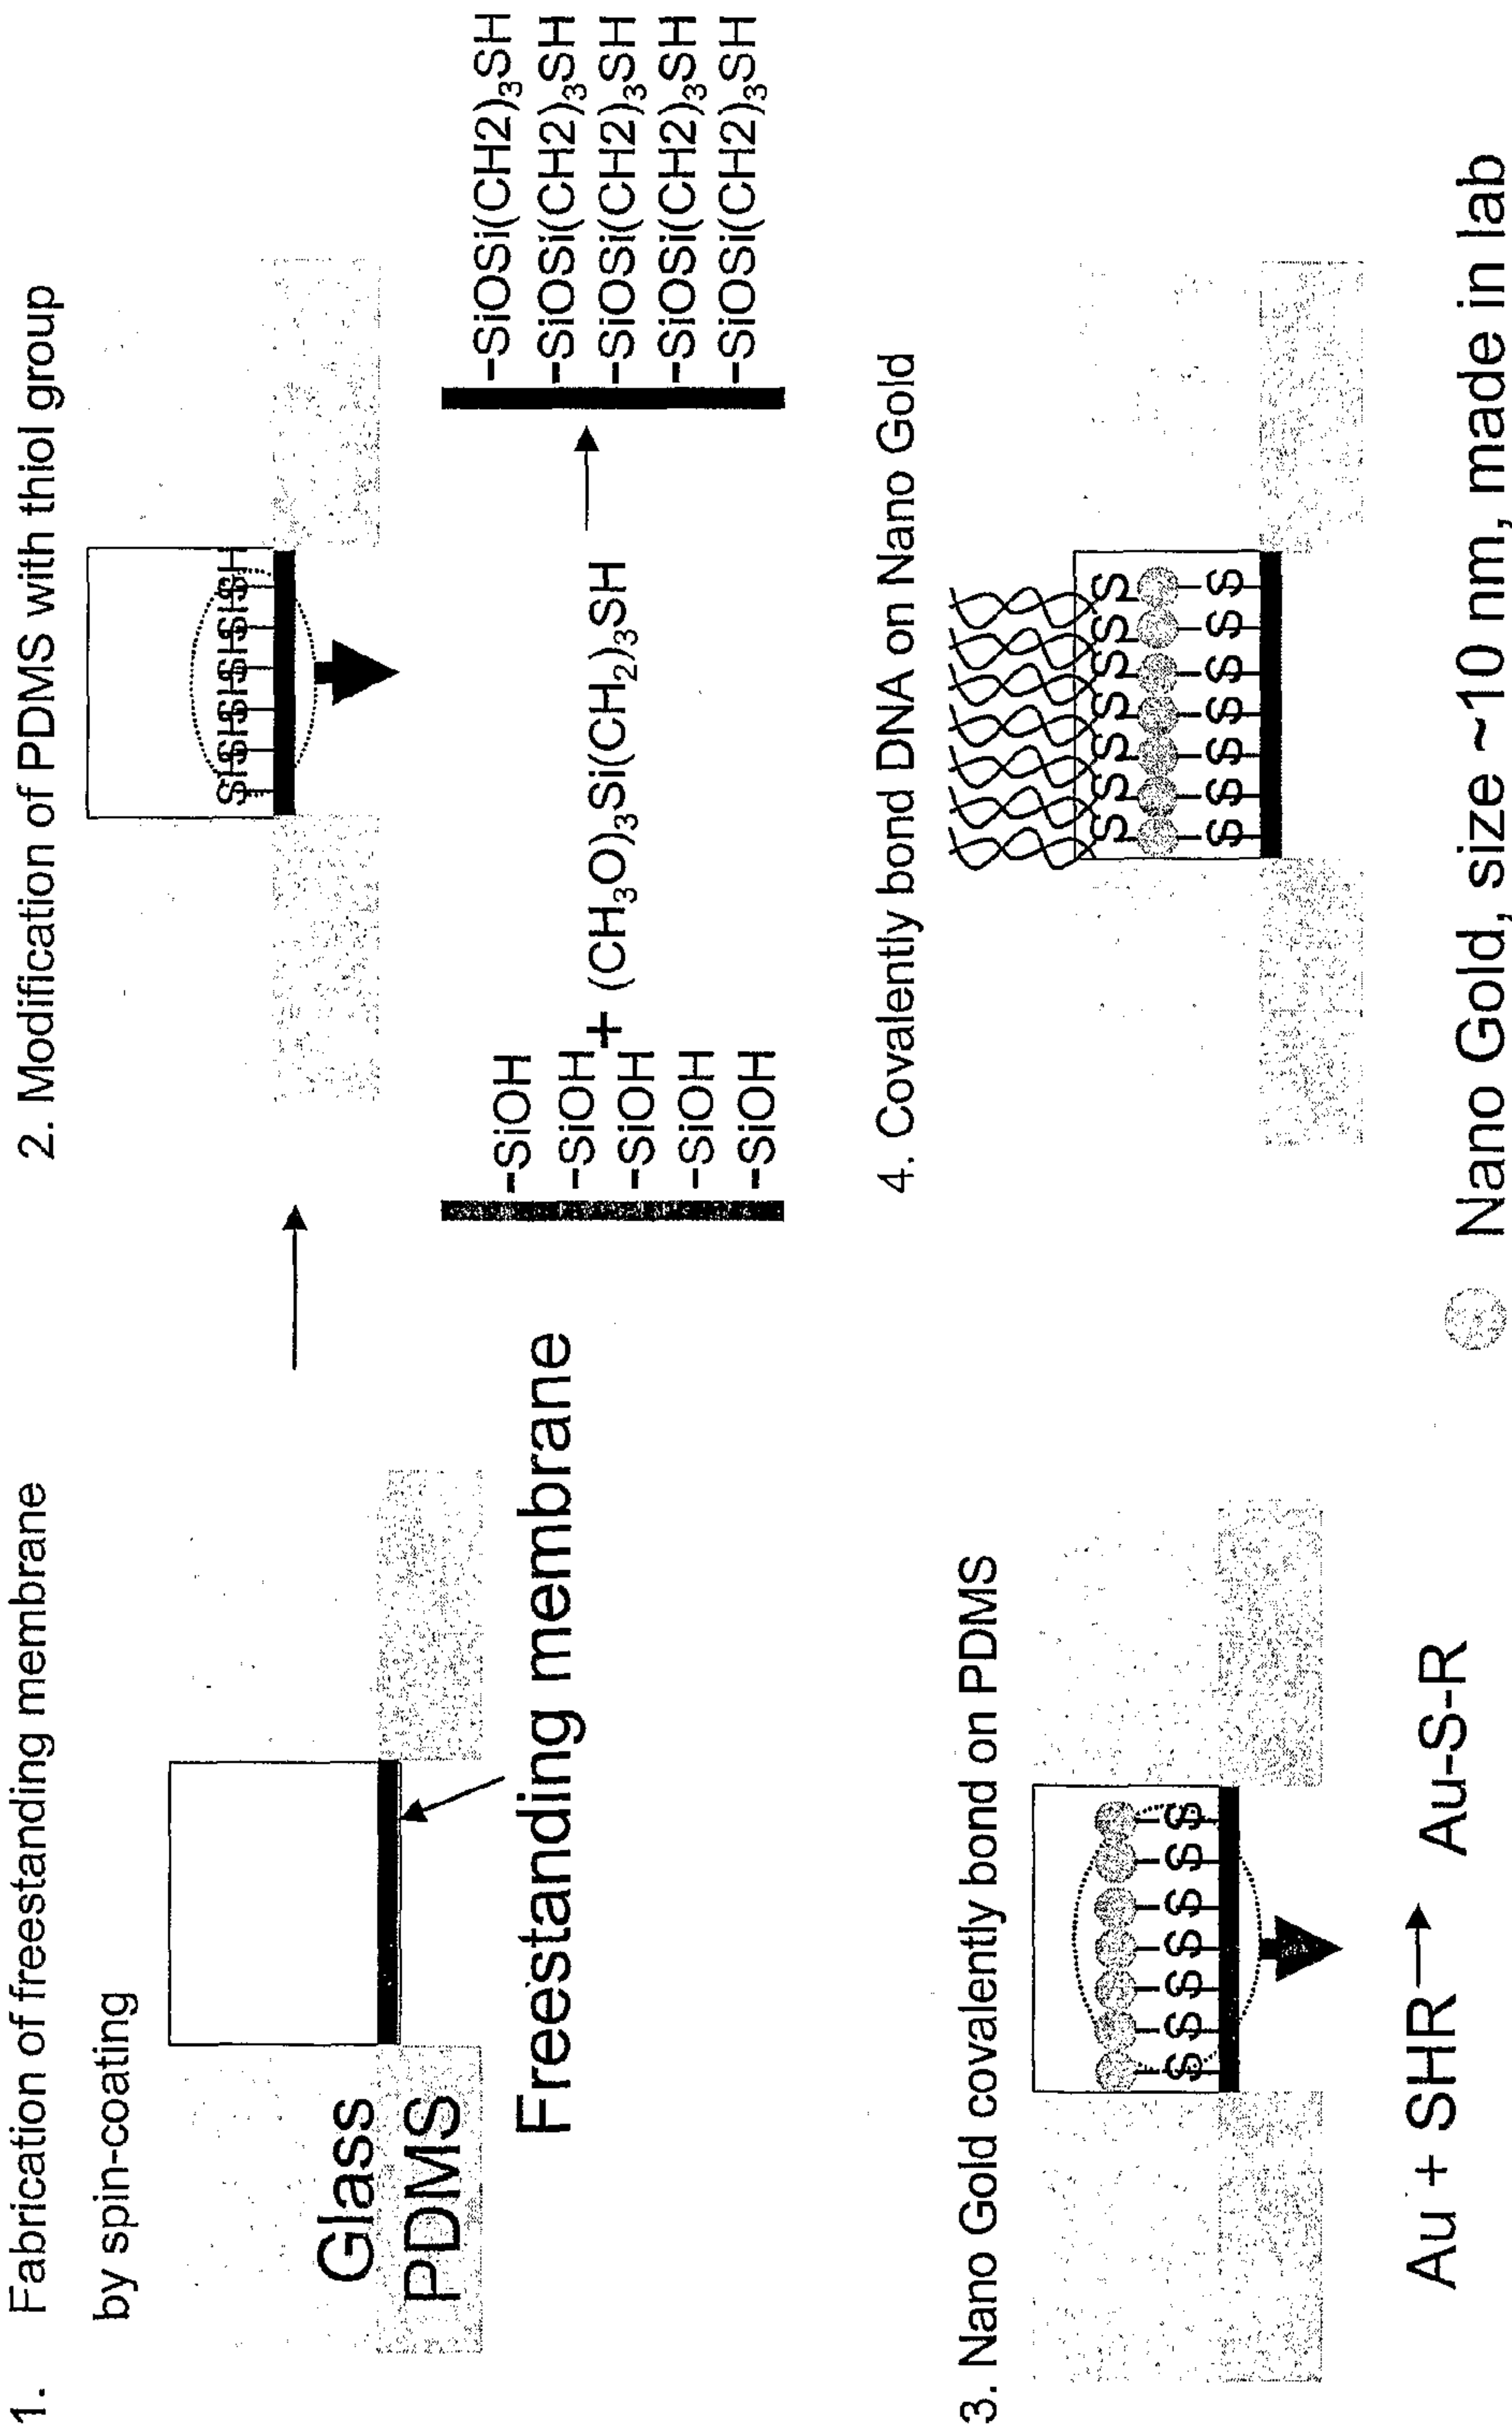 1. Fabrication of freestanding membrane
by spin-coating
Glass
PDMS
Freestanding membrane
2. Modification of PDMS with thiol group
SHSHSHSHSHSH
-SiOH
-SiOH
-SiOH
-SiOH
-SiOH
+ (CH₃O)₃Si(CH₂)₃SH
-SiOSi(CH2)₃SH
-SiOSi(CH2)₃SH
-SiOSi(CH2)₃SH
-SiOSi(CH2)₃SH
-SiOSi(CH2)₃SH
3. Nano Gold covalently bond on PDMS
S S S S S S S
Au + SHR → Au-S-R
4. Covalently bond DNA on Nano Gold
S S S S S S S
S S S S S S S
Nano Gold, size ~10 nm, made in lab